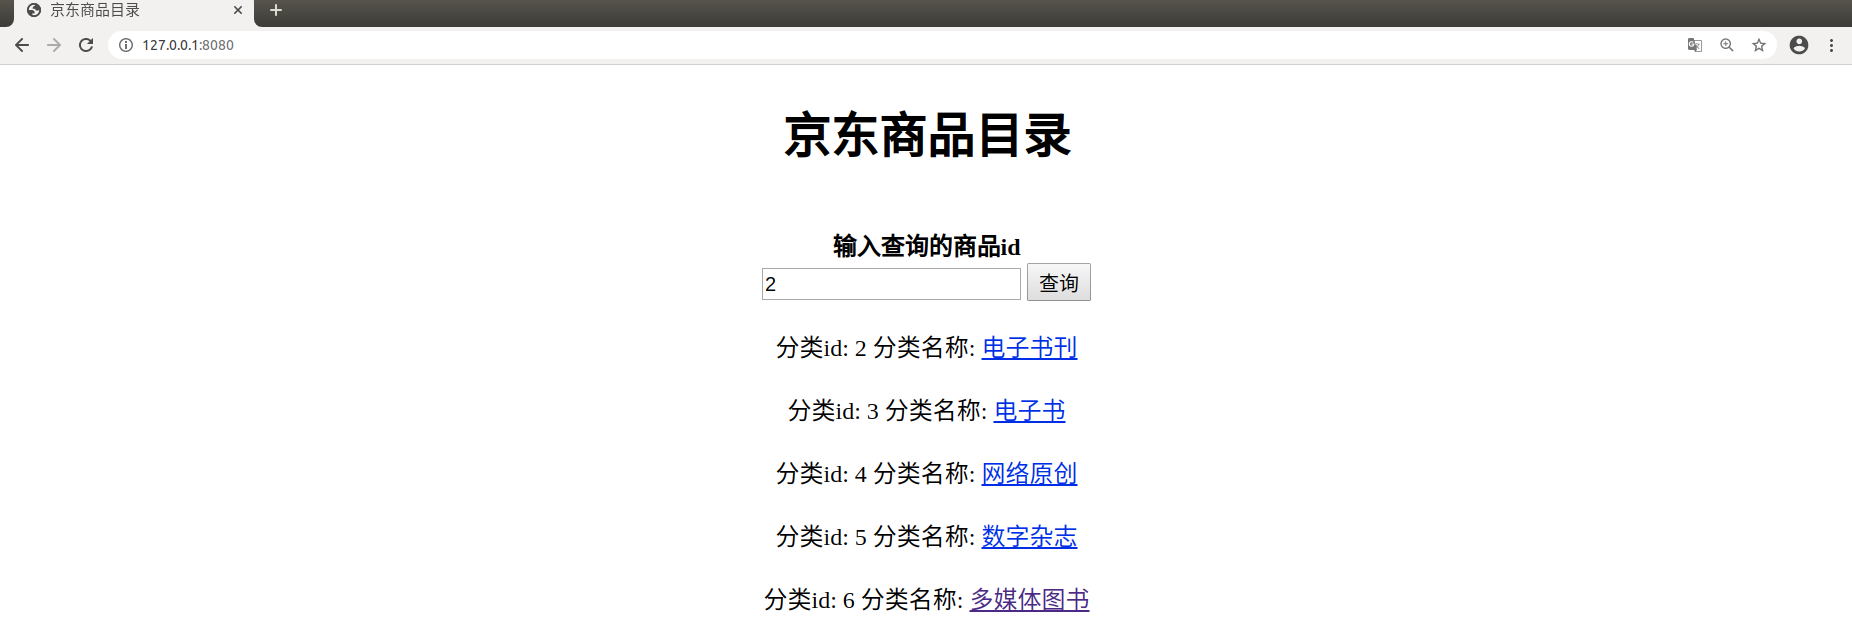 京东商品目录
127.0.0.1:8080
京东商品目录
输入查询的商品id
2 查询
分类id: 2 分类名称: 电子书刊
分类id: 3 分类名称: 电子书
分类id: 4 分类名称: 网络原创
分类id: 5 分类名称: 数字杂志
分类id: 6 分类名称: 多媒体图书